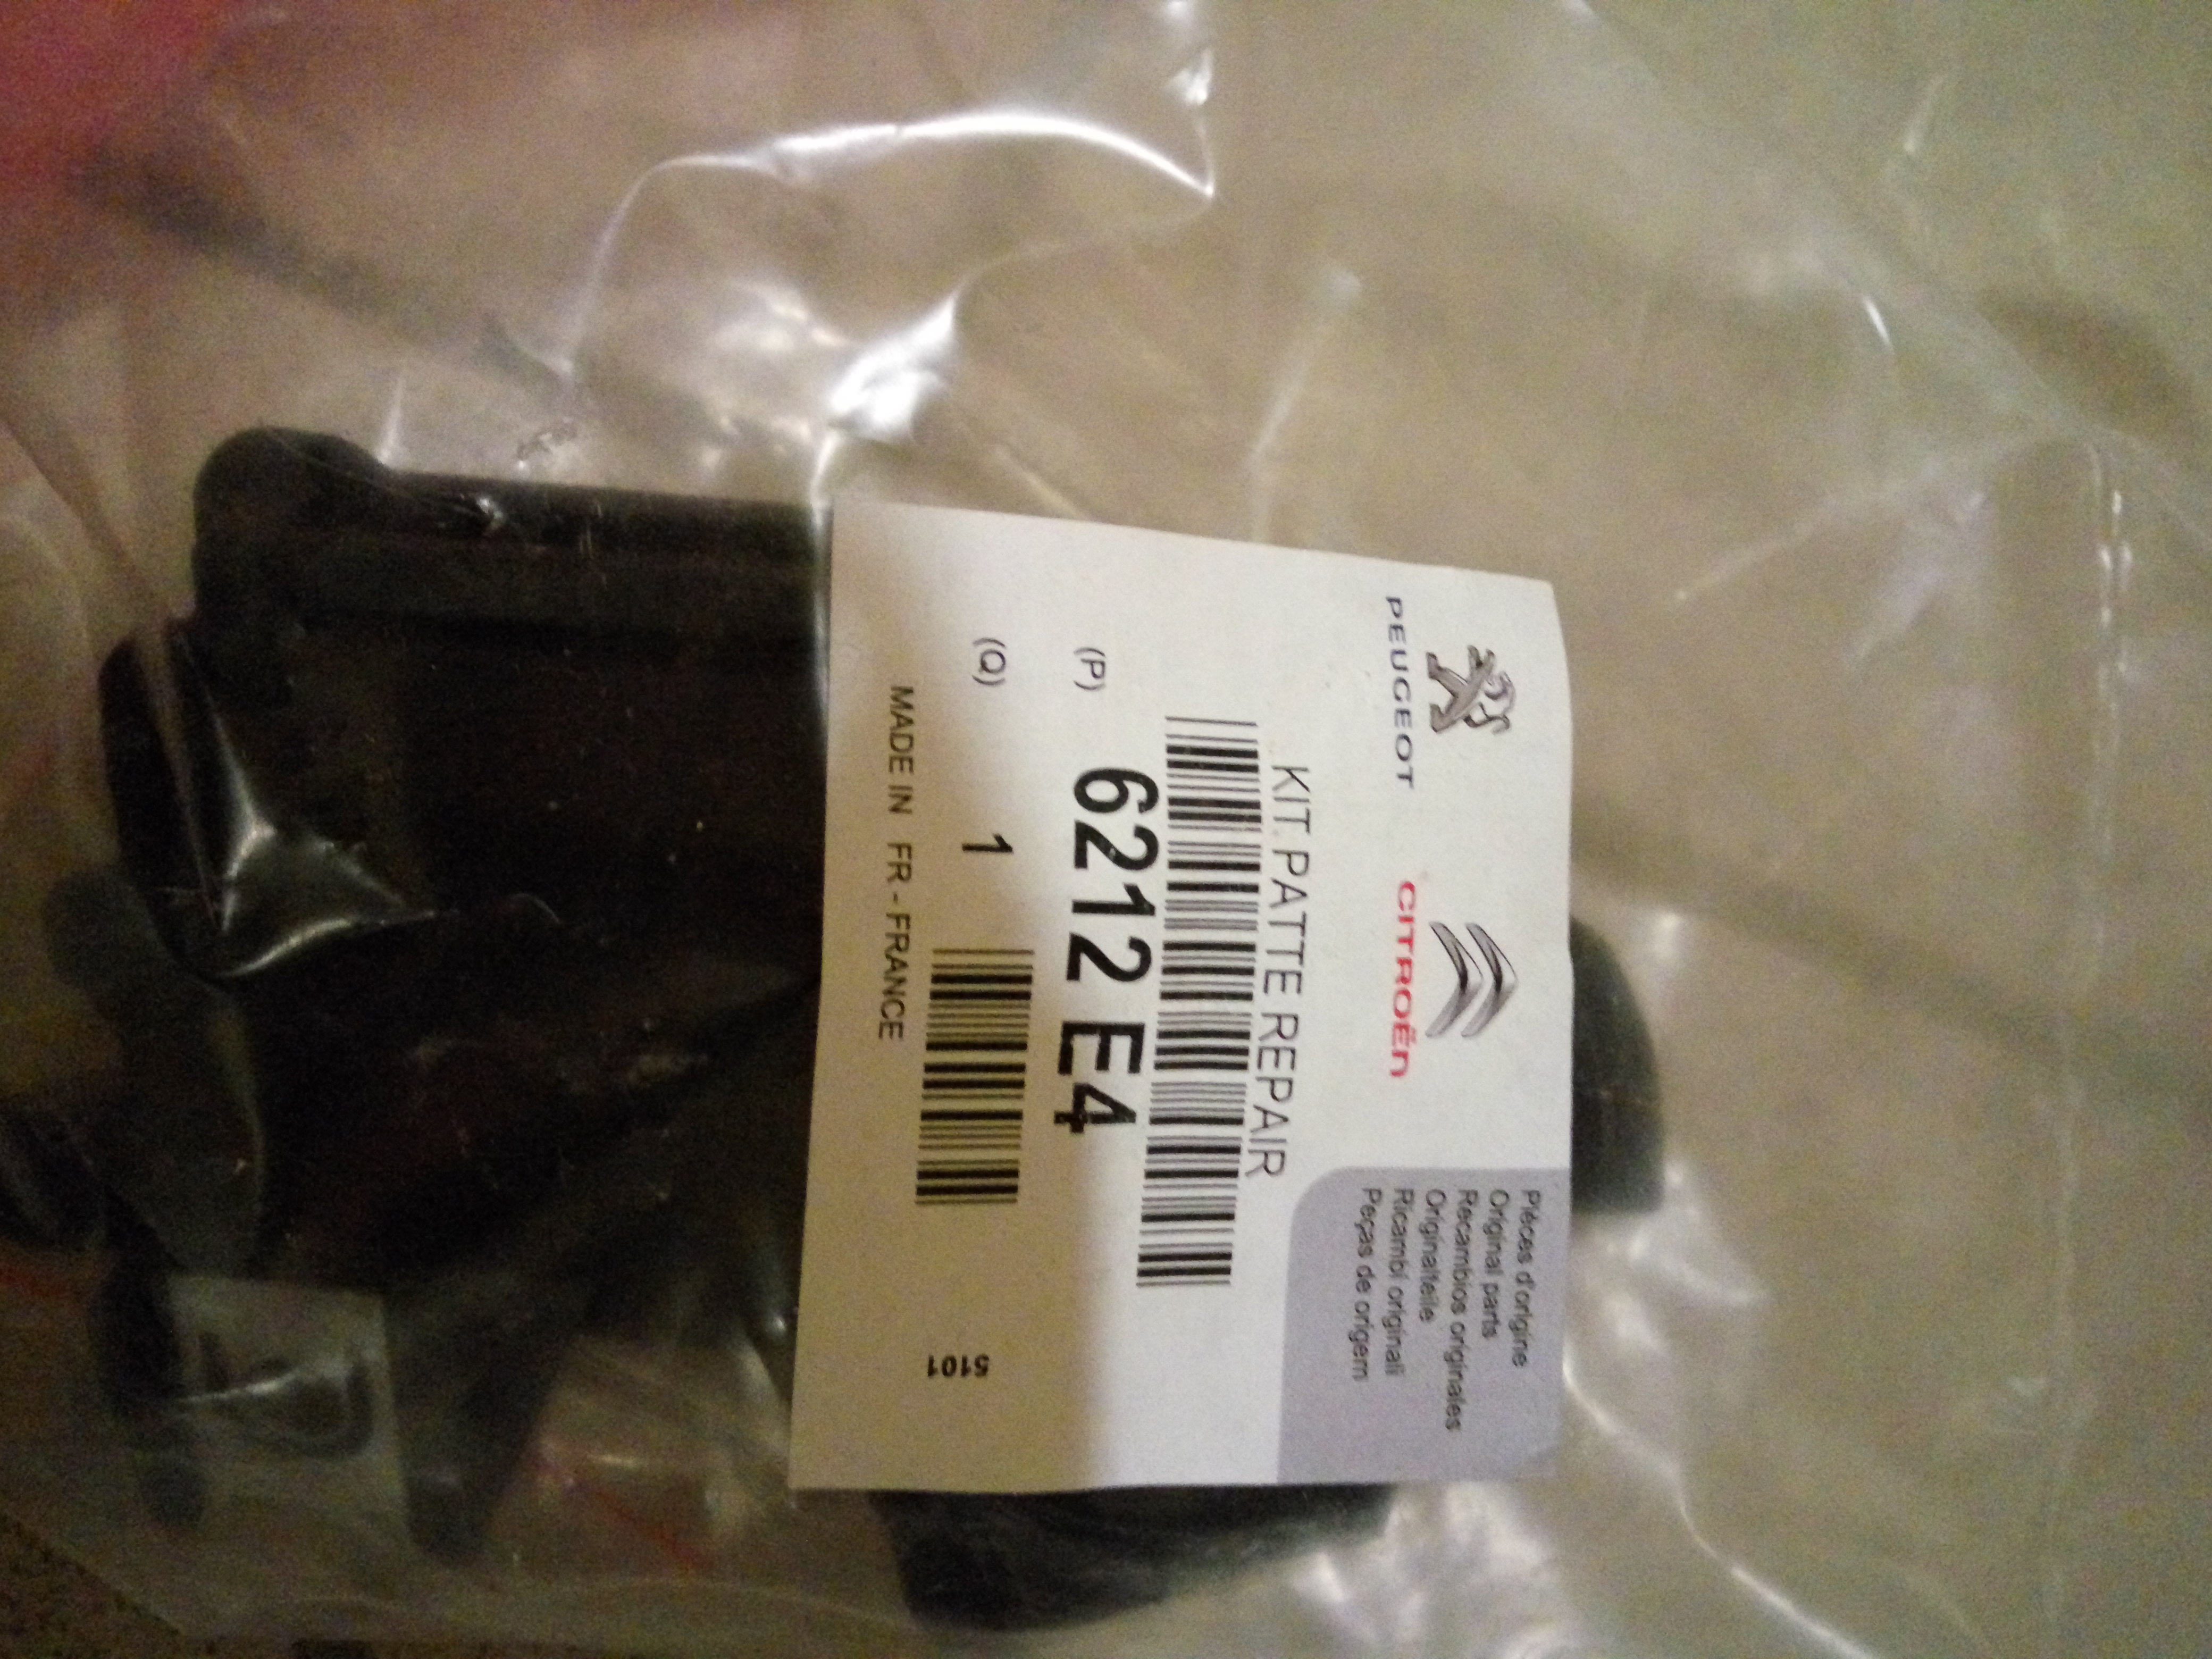 PEUGEOT
CITROËN
Pièces d'origine
Original parts
Recambios originales
Originalteile
Ricambi originali
Peças de origem
KIT. PATTE REPAIR
(P) 6212 E4
(Q) 1
MADE IN FR - FRANCE
5101